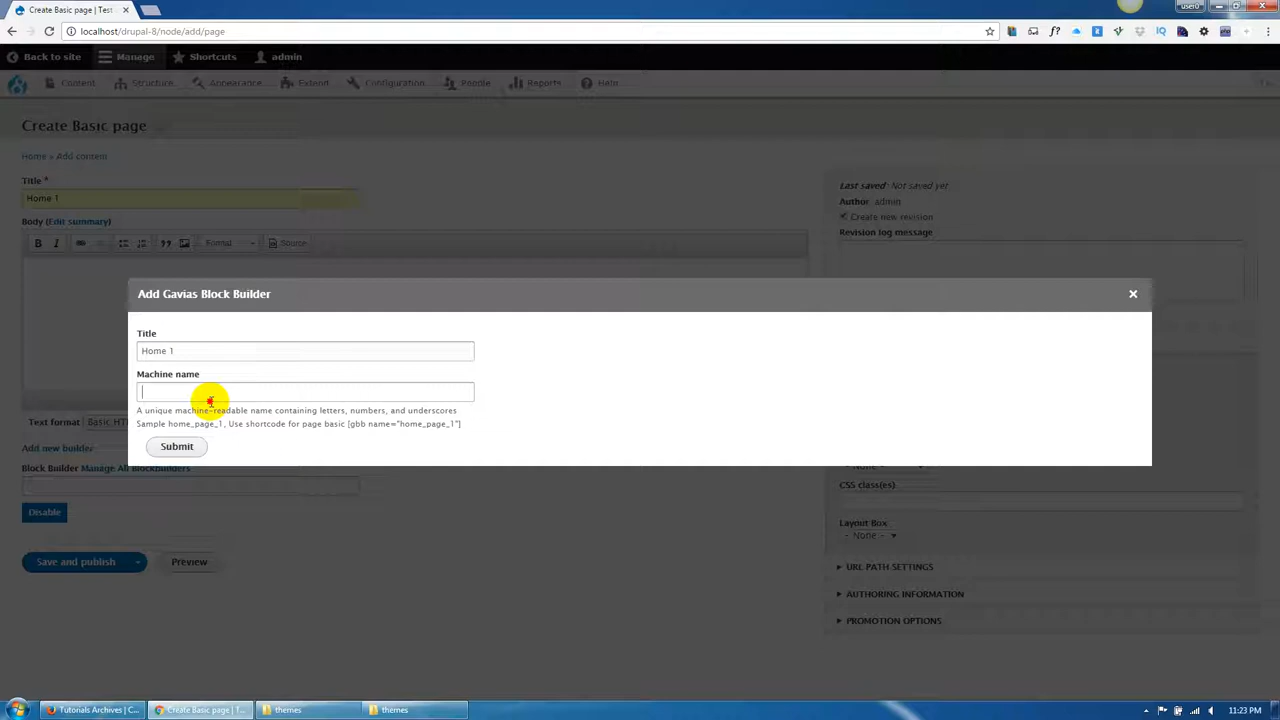 Create Basic page | Test
user0
localhost/drupal-8/node/add/page
Back to site Manage Shortcuts admin
Content Structure Appearance Extend Configuration People Reports Help
Create Basic page
Home » Add content
Title *
Home 1
Body (Edit summary)
B I Format Source
Last saved: Not saved yet
Author: admin
Create new revision
Revision log message
Add Gavias Block Builder ×
Title
Home 1
Machine name
A unique machine-readable name containing letters, numbers, and underscores
Sample home_page_1, Use shortcode for page basic [gbb name="home_page_1"]
Submit
Text format Basic HT
Add new builder
Block Builder Manage All Blockbuilders
Disable
Save and publish Preview
- None -
CSS class(es)
Layout Box
- None -
URL PATH SETTINGS
AUTHORING INFORMATION
PROMOTION OPTIONS
Tutorials Archives | C... Create Basic page | T... themes themes 11:23 PM